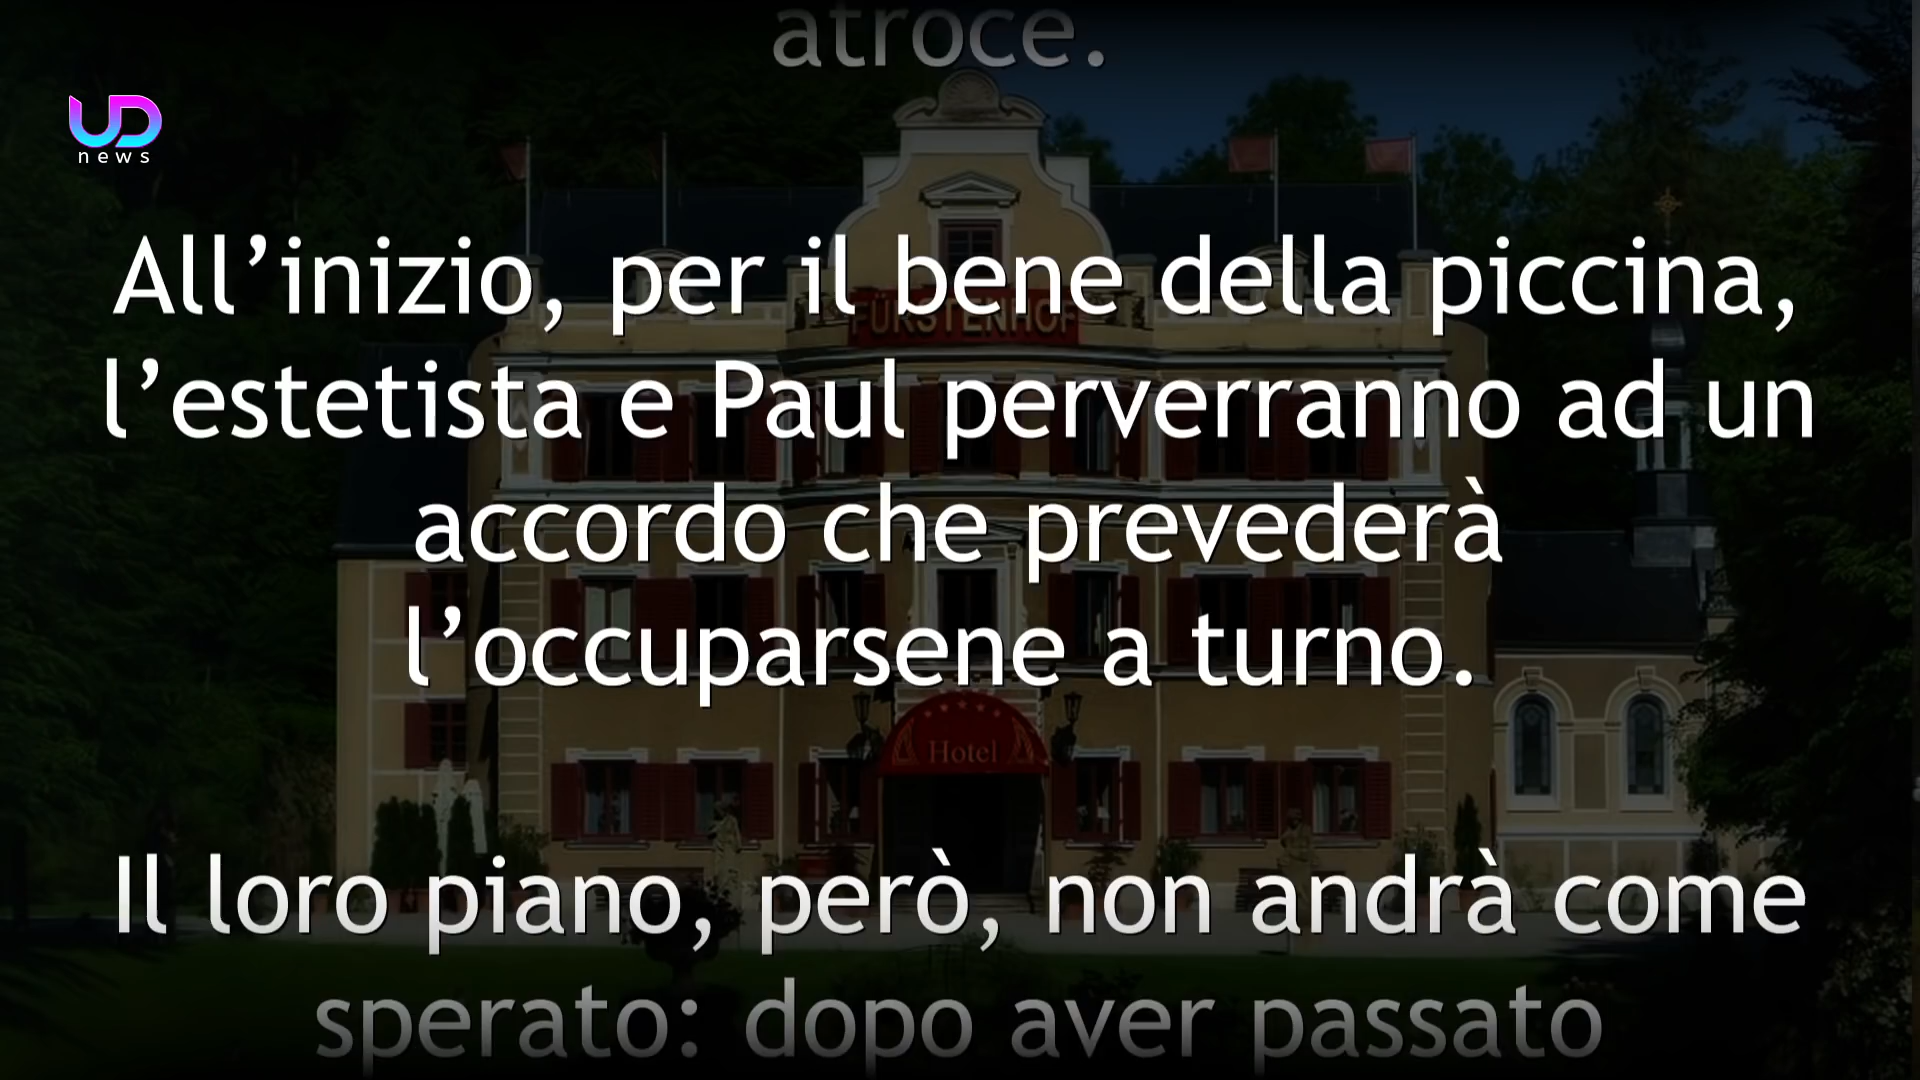 atroce.
UD
news
All’inizio, per il bene della piccina,
FÜRSTENHOF
l’estetista e Paul perverranno ad un
accordo che prevederà
l’occuparsene a turno.
Hotel
Il loro piano, però, non andrà come
sperato: dopo aver passato